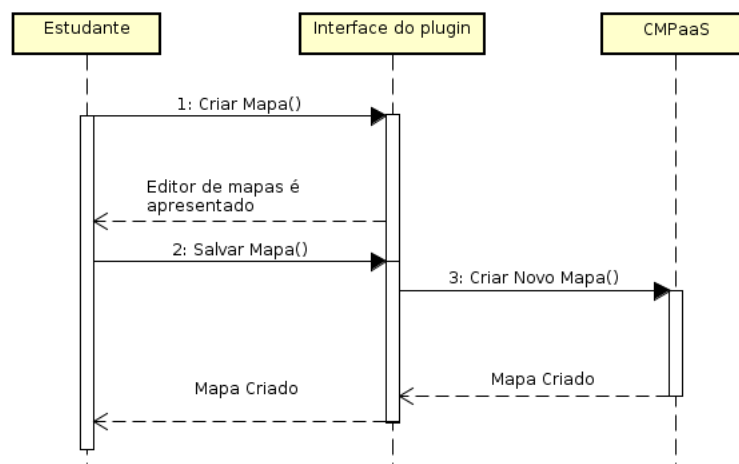 Estudante
Interface do plugin
CMPaaS
1: Criar Mapa()
Editor de mapas é
apresentado
2: Salvar Mapa()
3: Criar Novo Mapa()
Mapa Criado
Mapa Criado